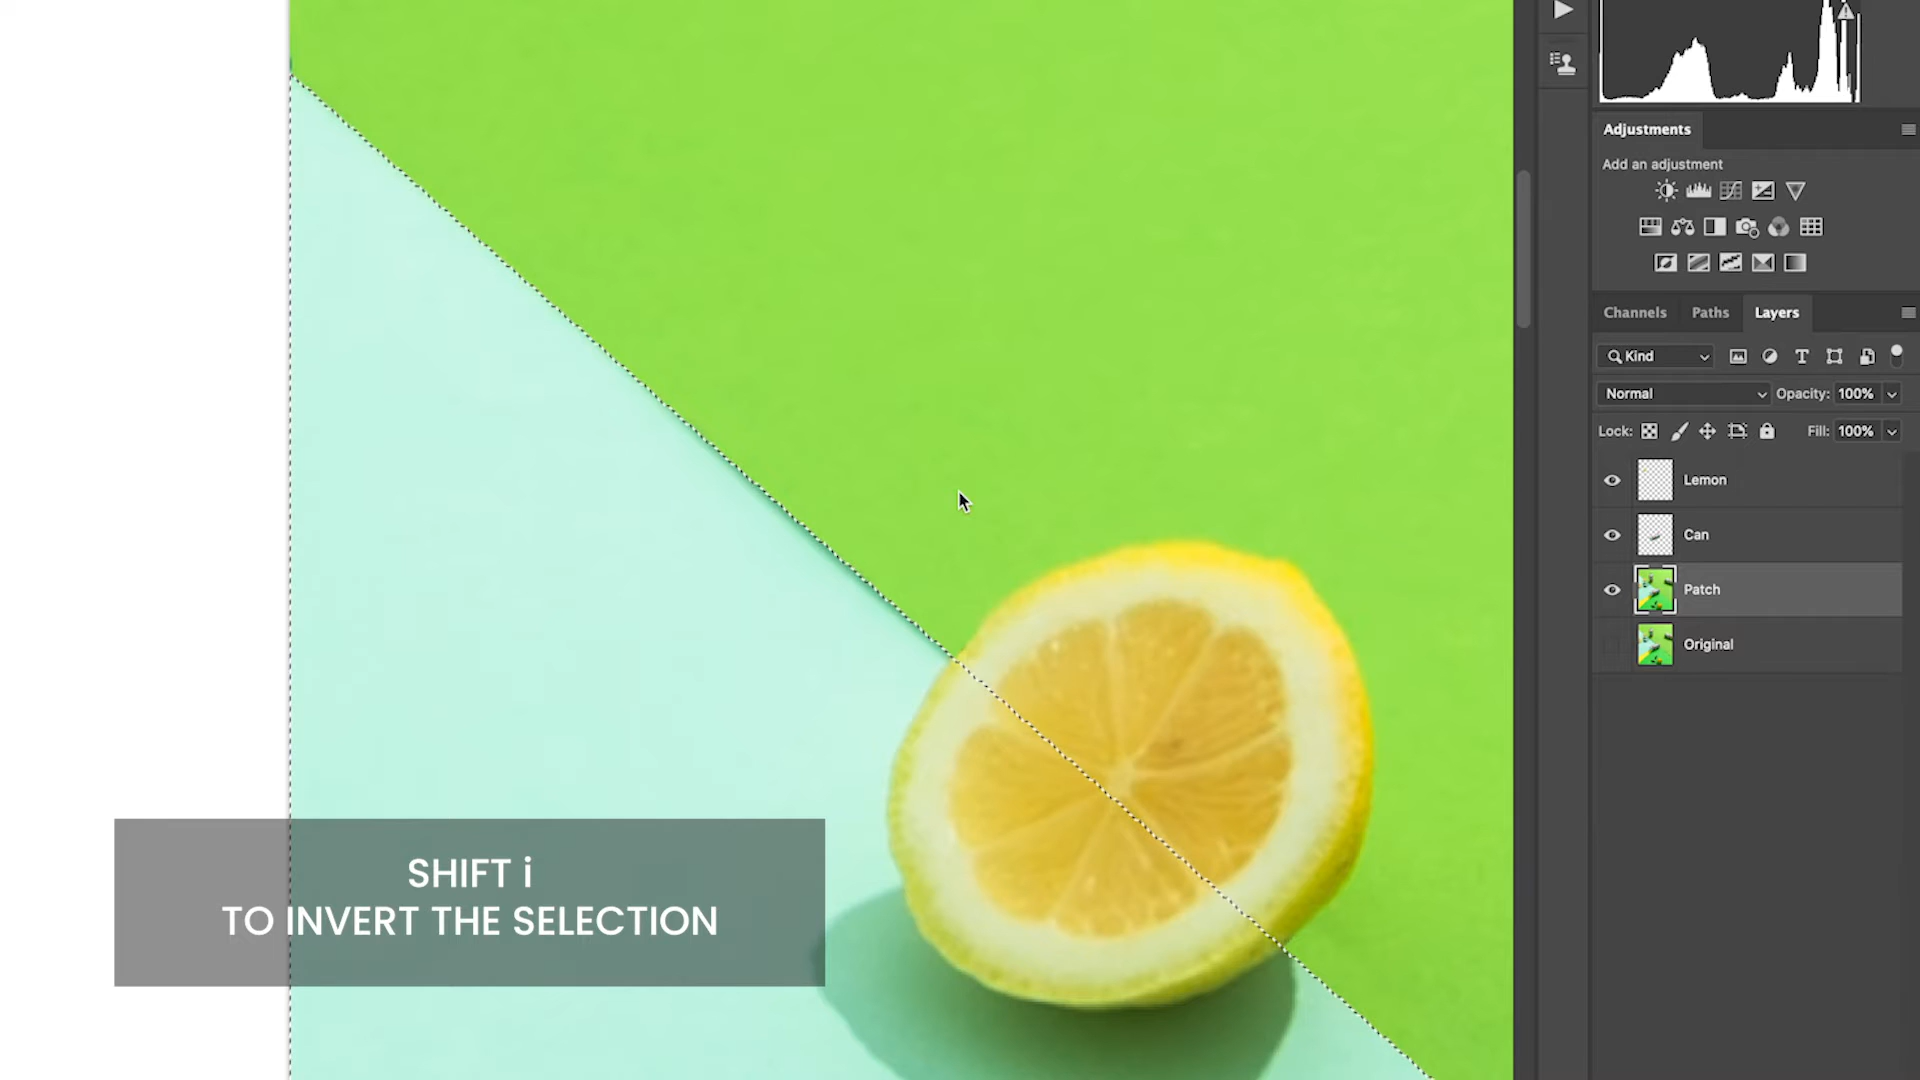 Adjustments
Add an adjustment
Channels Paths Layers
Kind
Normal Opacity: 100%
Lock: Fill: 100%
Lemon
Can
Patch
Original
SHIFT i
TO INVERT THE SELECTION